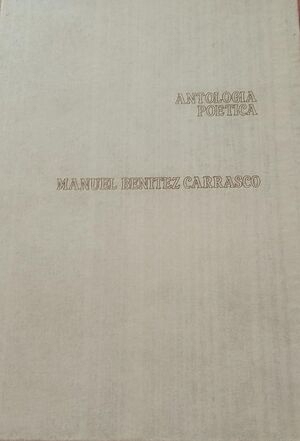 ANTOLOGIA
POETICA
MANUEL BENITEZ CARRASCO